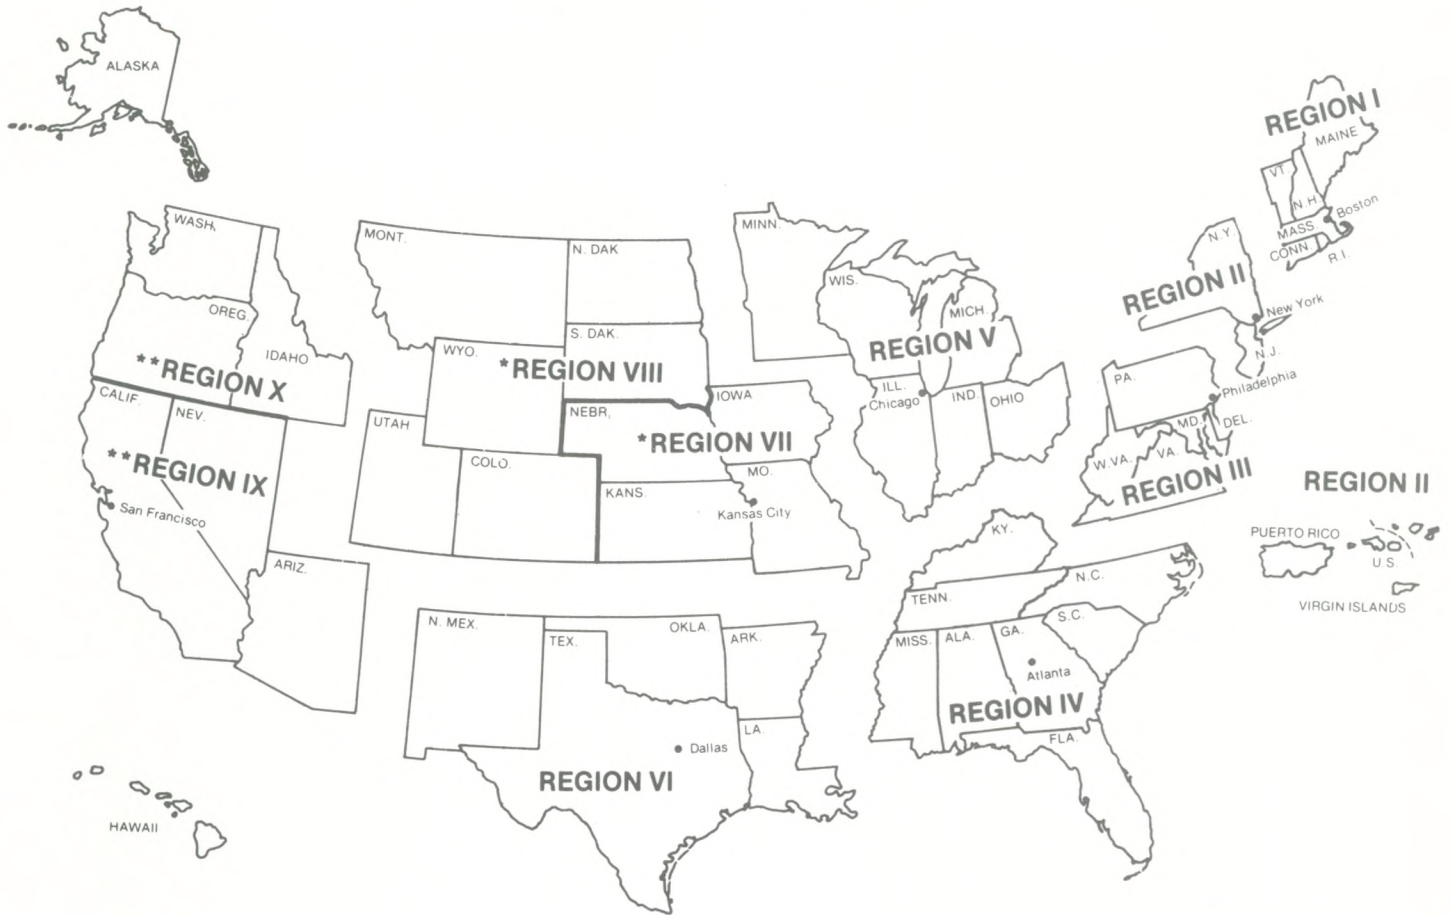 ALASKA
REGION I
MAINE
VT.
N.H.
Boston
MASS.
CONN.
R.I.
WASH.
MONT.
N. DAK
MINN.
N.Y.
REGION II
New York
OREG.
IDAHO
WYO.
S. DAK.
WIS.
MICH.
REGION V
N.J.
**REGION X
*REGION VIII
PA.
Philadelphia
CALIF.
NEV.
UTAH
NEBR.
IOWA
ILL.
Chicago
IND.
OHIO
MD.
DEL.
*REGION VII
**REGION IX
COLO.
MO.
W.VA.
VA.
REGION III
REGION II
San Francisco
KANS.
Kansas City
KY.
PUERTO RICO
U.S.
VIRGIN ISLANDS
ARIZ.
N.C.
TENN.
N. MEX.
OKLA.
TEX.
ARK.
MISS.
ALA.
GA.
S.C.
Atlanta
REGION IV
LA.
FLA.
Dallas
REGION VI
HAWAII